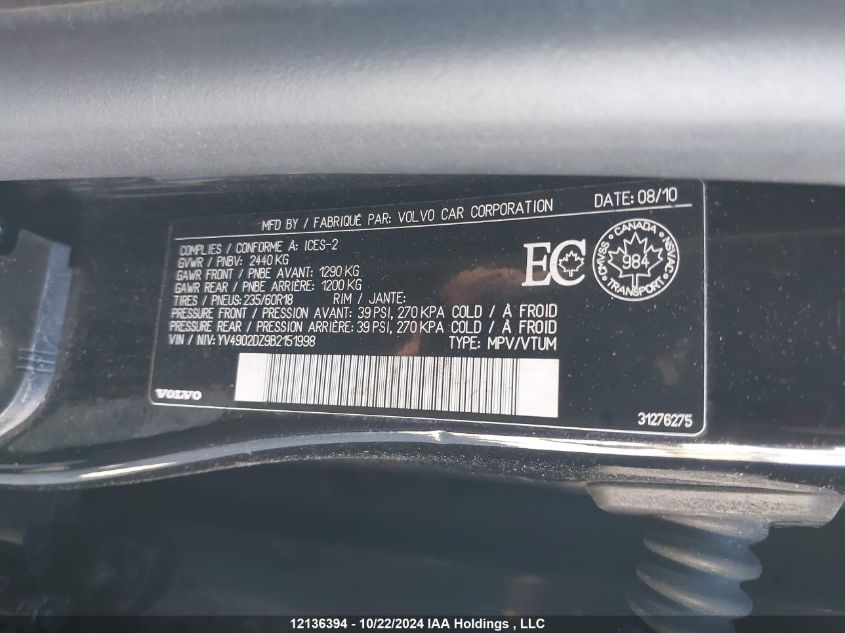 MFD BY / FABRIQUÉ PAR: VOLVO CAR CORPORATION DATE: 08/10
COMPLIES / CONFORME À: ICES-2
GVWR / PNBV: 2440 KG
GAWR FRONT / PNBE AVANT: 1290 KG
GAWR REAR / PNBE ARRIÈRE: 1200 KG
TIRES / PNEUS: 235/60R18 RIM / JANTE:
PRESSURE FRONT / PRESSION AVANT: 39 PSI, 270 KPA COLD / À FROID
PRESSURE REAR / PRESSION ARRIÈRE: 39 PSI, 270 KPA COLD / À FROID
VIN / NIV: YV4902DZ9B2151998 TYPE: MPV/VTUM
EC
CANADA
CMVSS 984 NSVAC
TRANSPORT
VOLVO 31276275
12136394 - 10/22/2024 IAA Holdings , LLC